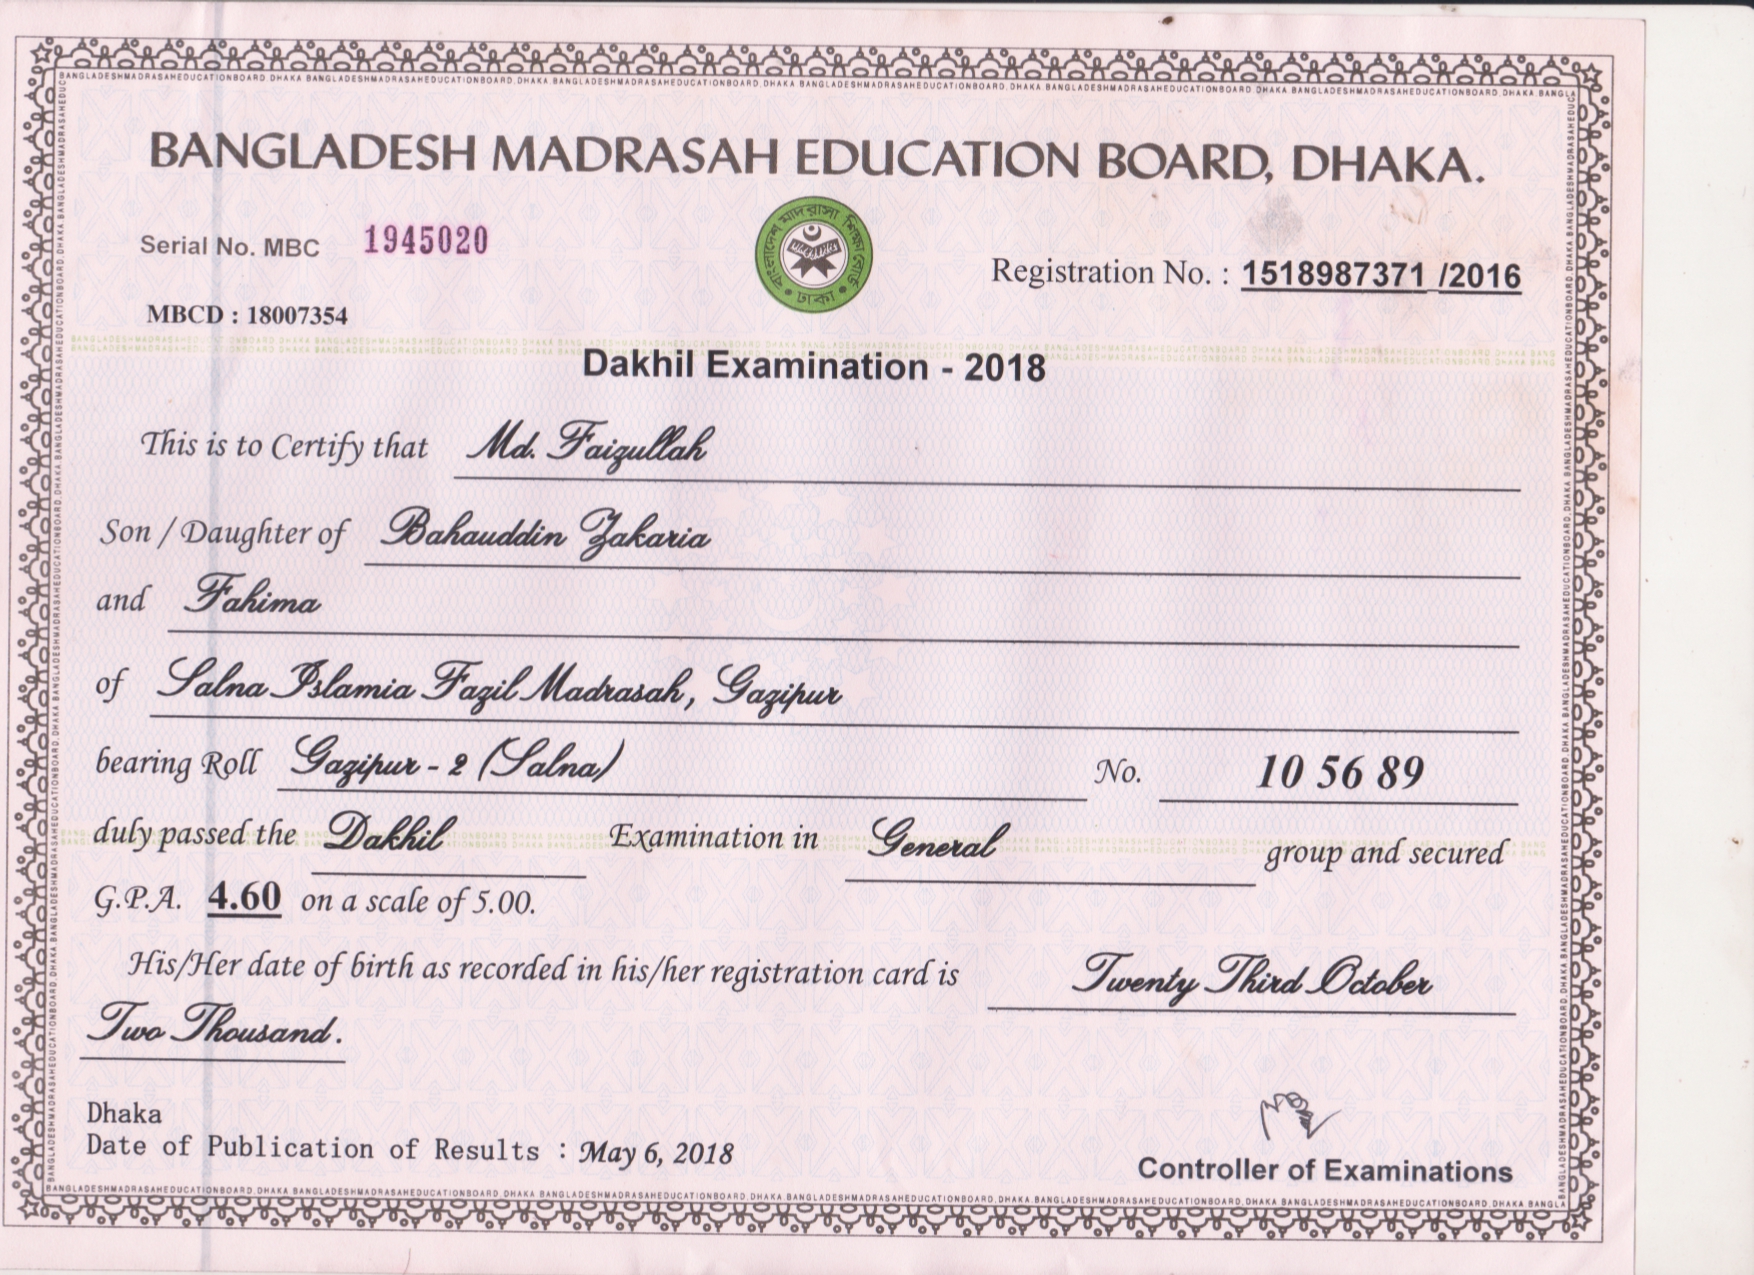 BANGLADESH MADRASAH EDUCATION BOARD, DHAKA.
Serial No. MBC 1945020
বাংলাদেশ মাদরাসা শিক্ষা বোর্ড
ঢাকা
Registration No. : 1518987371 /2016
MBCD : 18007354
Dakhil Examination - 2018
This is to Certify that Md. Faizullah
Son / Daughter of Bahauddin Zakaria
and Fahima
of Salna Islamia Fazil Madrasah, Gazipur
bearing Roll Gazipur - 2 (Salna) No. 10 56 89
duly passed the Dakhil Examination in General group and secured
G.P.A. 4.60 on a scale of 5.00.
His/Her date of birth as recorded in his/her registration card is Twenty Third October
Two Thousand.
Dhaka
Date of Publication of Results : May 6, 2018
Controller of Examinations